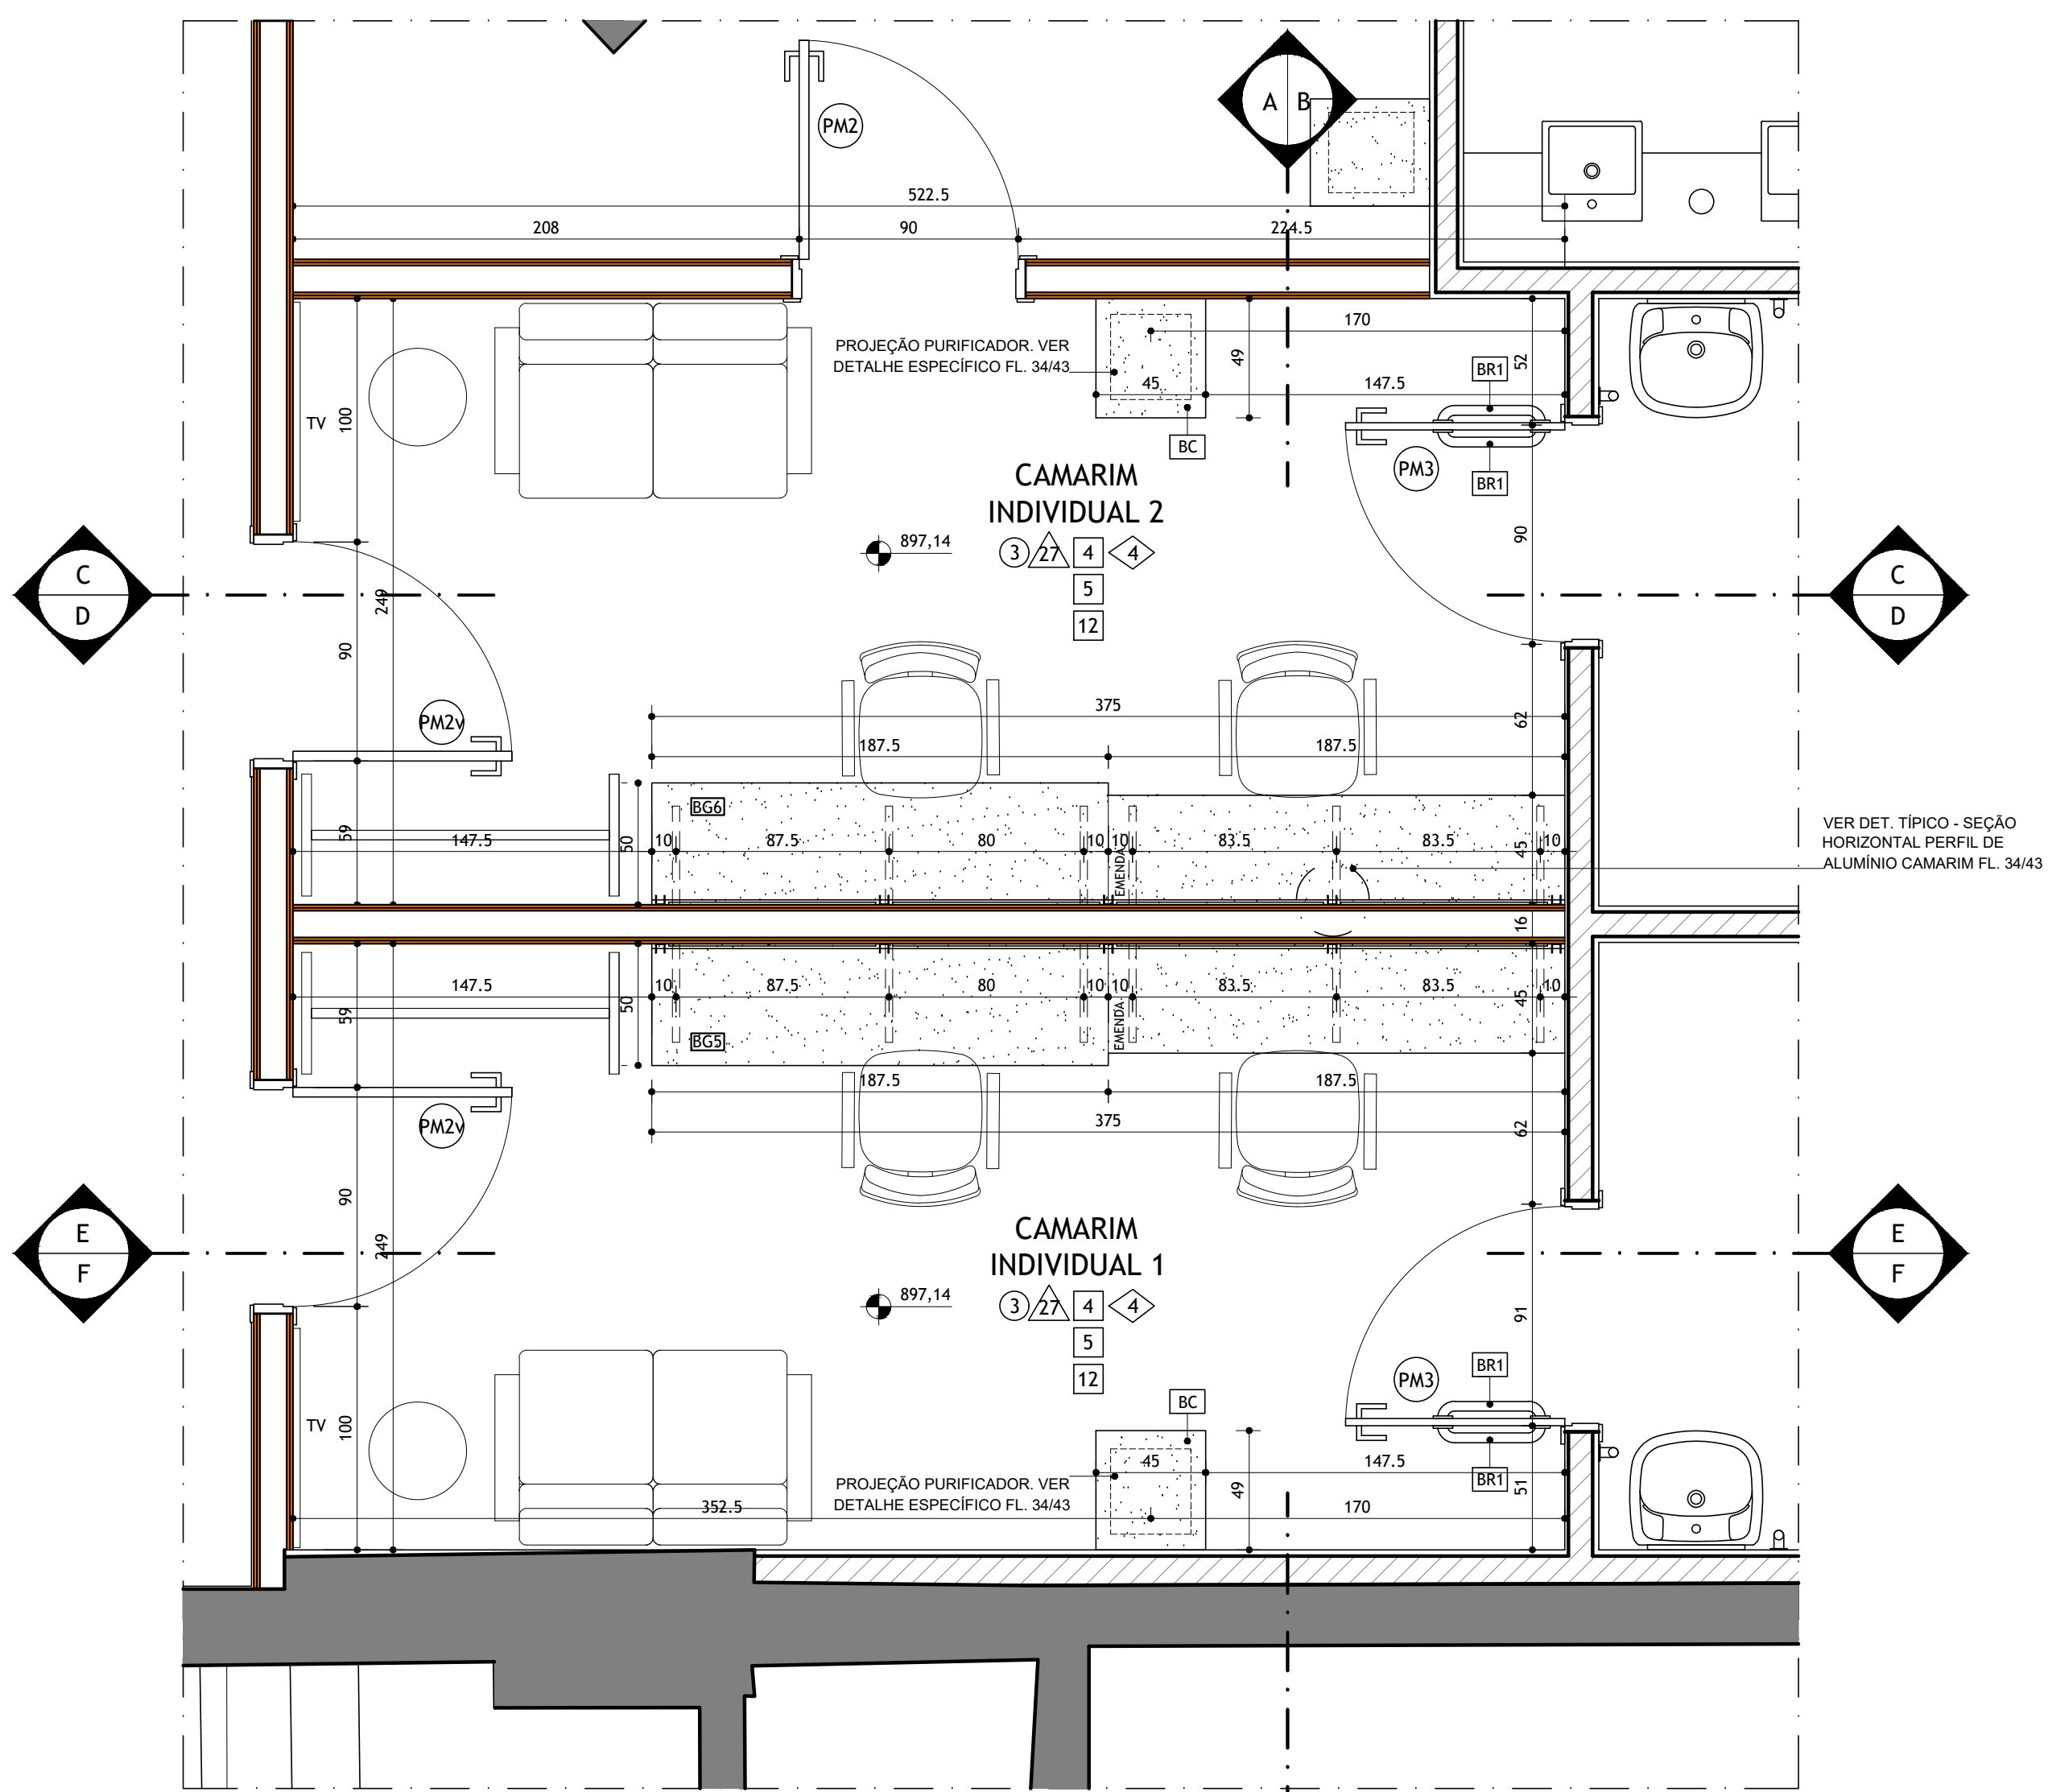 A B
PM2
522.5
208
90
224.5
170
PROJEÇÃO PURIFICADOR. VER
DETALHE ESPECÍFICO FL. 34/43
49
52
45
147.5
BR1
TV
100
BC
PM3
BR1
CAMARIM
INDIVIDUAL 2
897,14
3 27 4 4
5
12
90
C
D
C
D
249
90
PM2v
375
62
187.5
187.5
BG6
59
147.5
50
10
87.5
80
10
10
83.5
83.5
10
45
EMENDA
VER DET. TÍPICO - SEÇÃO
HORIZONTAL PERFIL DE
ALUMÍNIO CAMARIM FL. 34/43
16
59
147.5
50
10
87.5
80
10
10
83.5
83.5
10
45
EMENDA
BG5
187.5
187.5
375
62
PM2v
90
249
E
F
E
F
CAMARIM
INDIVIDUAL 1
897,14
3 27 4 4
5
12
91
BR1
PM3
BC
TV
100
45
147.5
BR1
51
PROJEÇÃO PURIFICADOR. VER
DETALHE ESPECÍFICO FL. 34/43
49
352.5
170